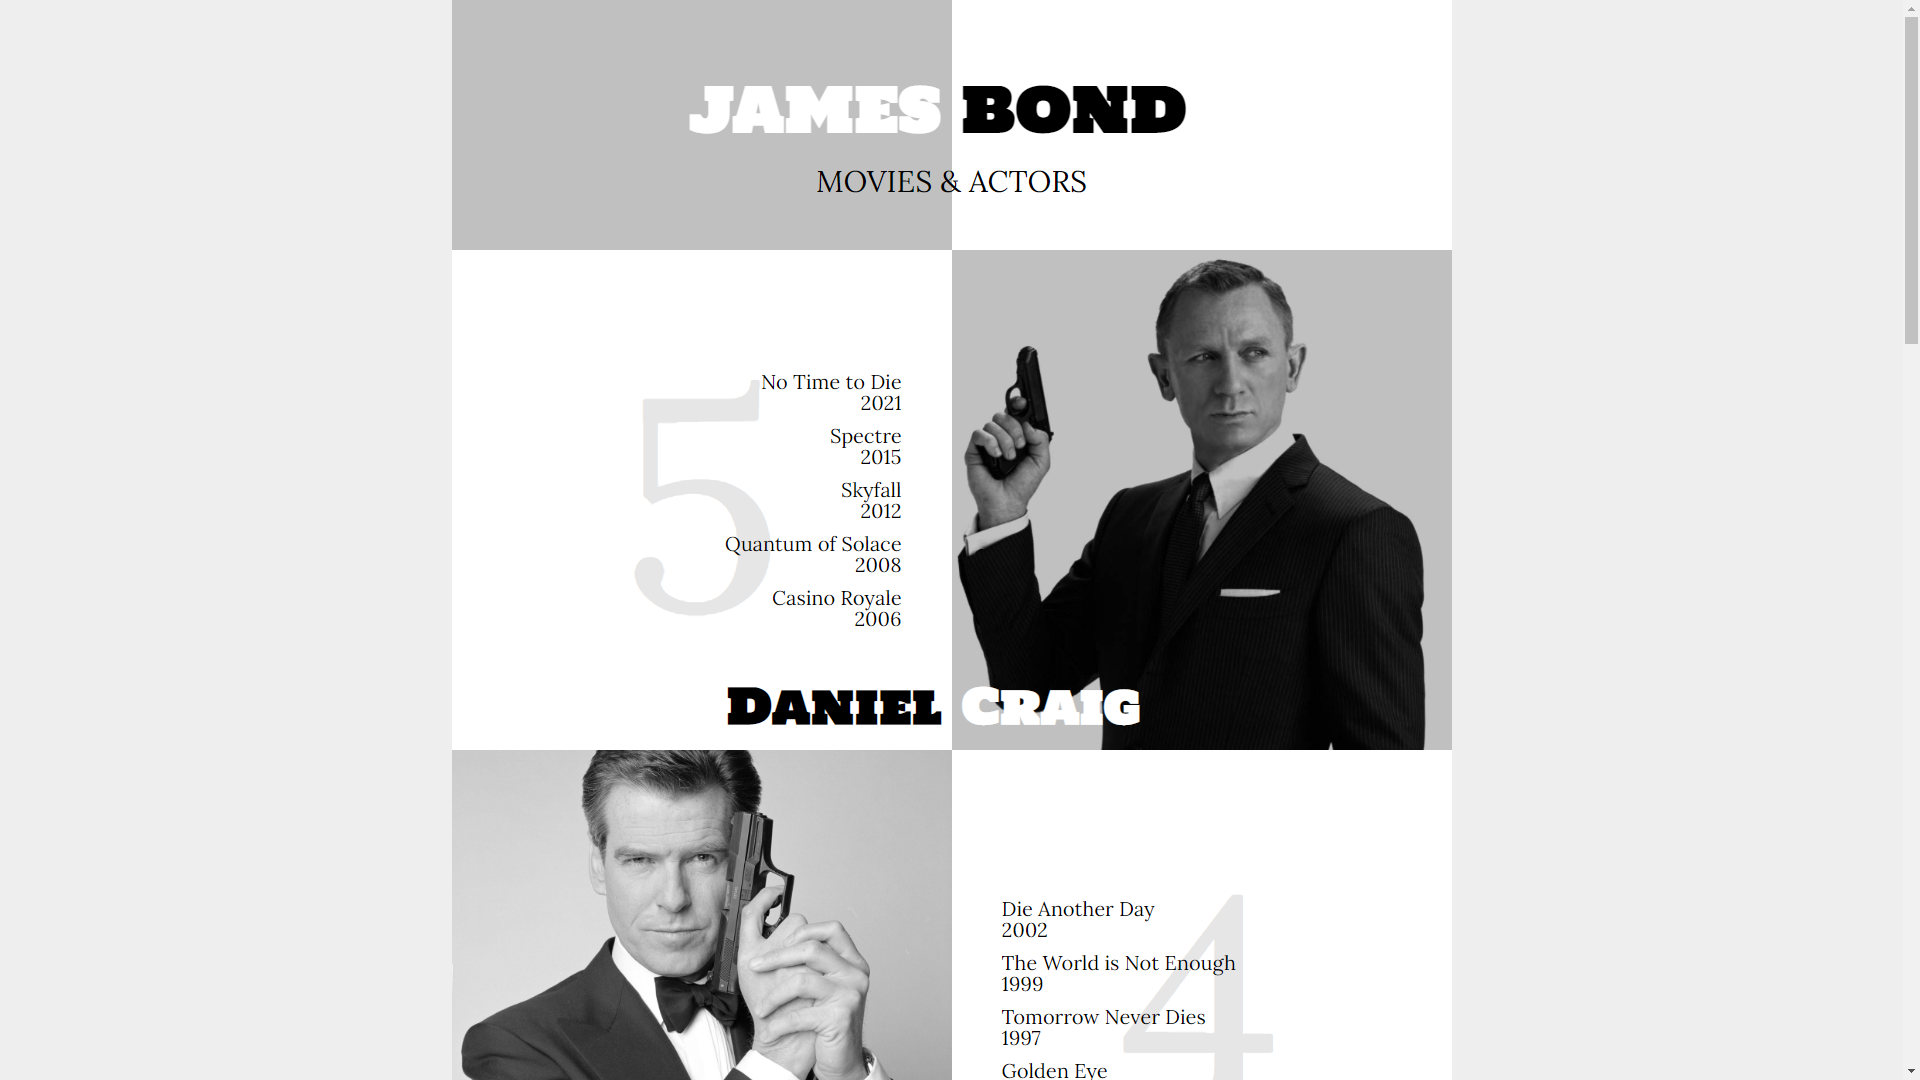 JAMES BOND
MOVIES & ACTORS
5
No Time to Die
2021
Spectre
2015
Skyfall
2012
Quantum of Solace
2008
Casino Royale
2006
DANIEL CRAIG
4
Die Another Day
2002
The World is Not Enough
1999
Tomorrow Never Dies
1997
Golden Eye